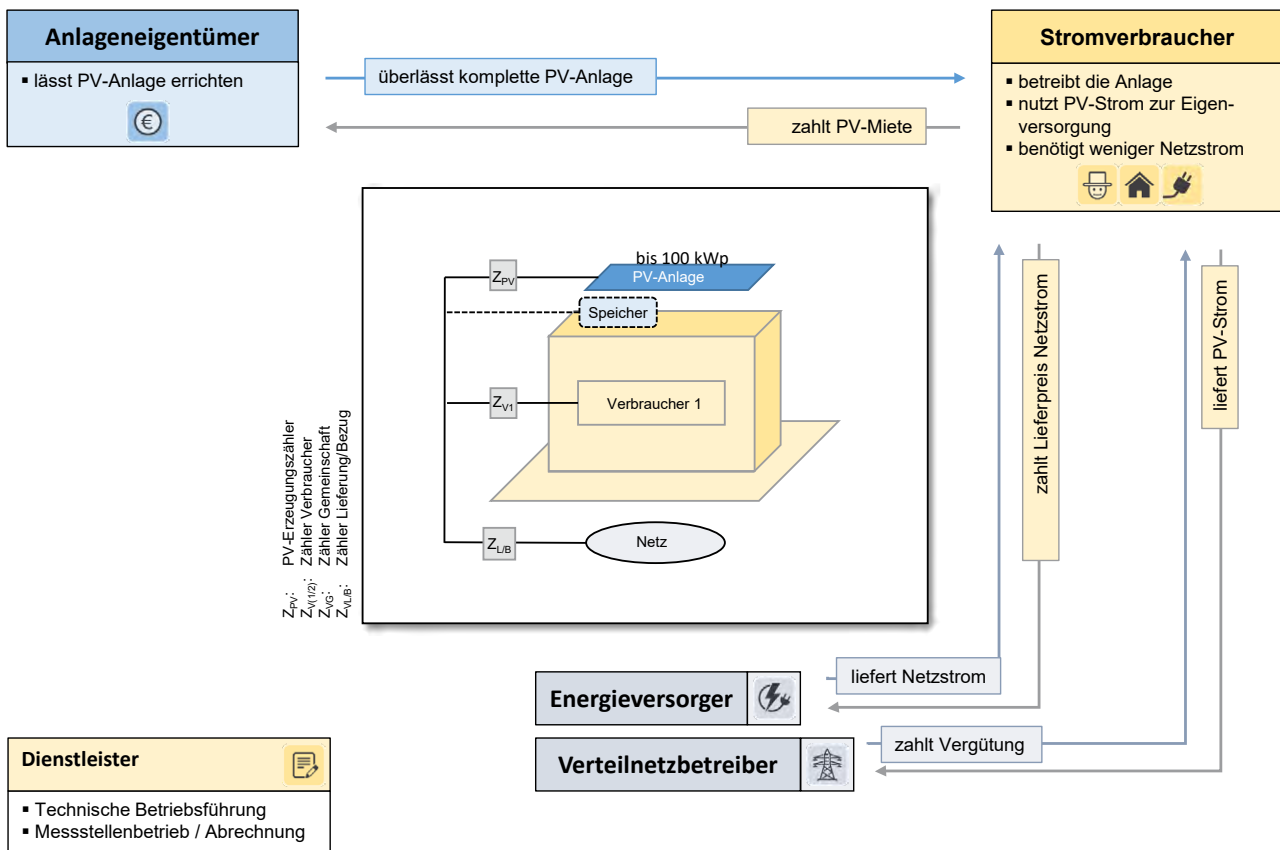 Anlageneigentümer
▪ lässt PV-Anlage errichten
€
überlässt komplette PV-Anlage
zahlt PV-Miete
Stromverbraucher
▪ betreibt die Anlage
▪ nutzt PV-Strom zur Eigen-
versorgung
▪ benötigt weniger Netzstrom
bis 100 kWp
PV-Anlage
Z_PV
Speicher
Z_V1
Verbraucher 1
Z_L/B
Netz
Z_PV: PV-Erzeugungszähler
Z_V(1/2): Zähler Verbraucher
Z_VG: Zähler Gemeinschaft
Z_VL/B: Zähler Lieferung/Bezug
zahlt Lieferpreis Netzstrom
liefert PV-Strom
Energieversorger
liefert Netzstrom
Verteilnetzbetreiber
zahlt Vergütung
Dienstleister
▪ Technische Betriebsführung
▪ Messstellenbetrieb / Abrechnung